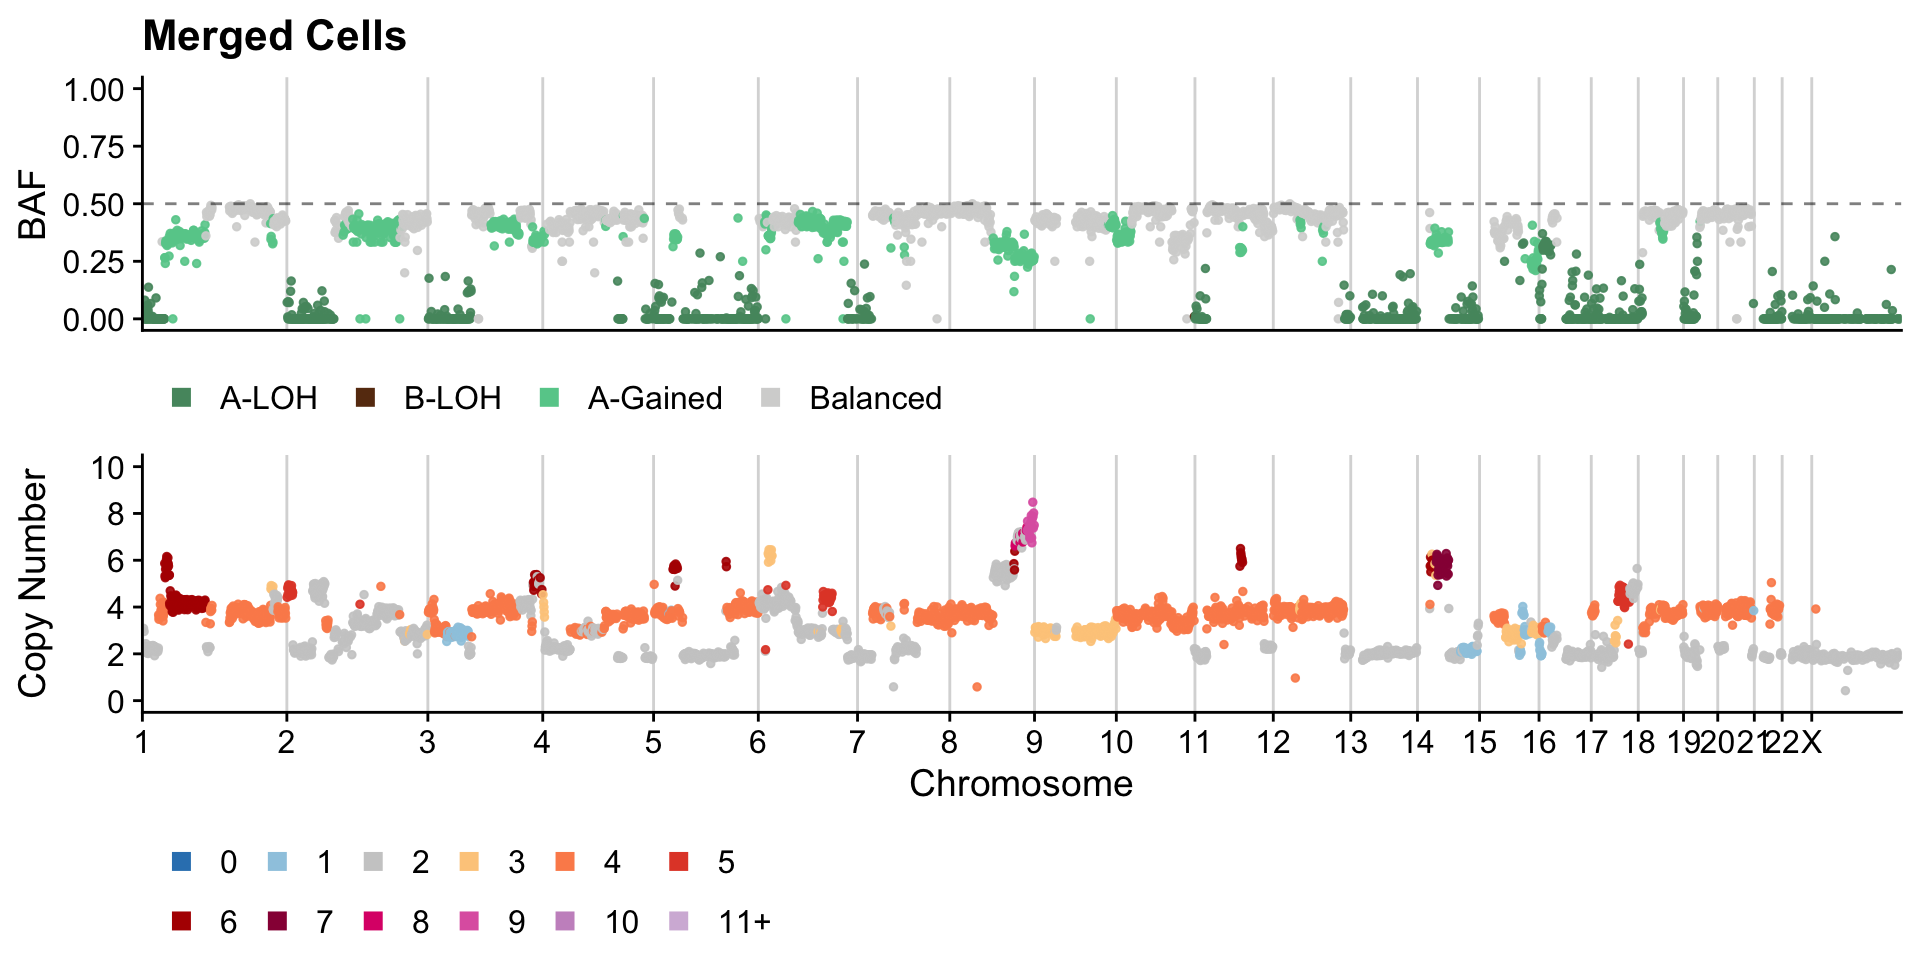 Merged Cells
1.00
0.75
0.50
0.25
0.00
BAF
A-LOH B-LOH A-Gained Balanced
10
8
6
4
2
0
Copy Number
1 2 3 4 5 6 7 8 9 10 11 12 13 14 15 16 17 18 19 20 21 22 X
Chromosome
0 1 2 3 4 5
6 7 8 9 10 11+